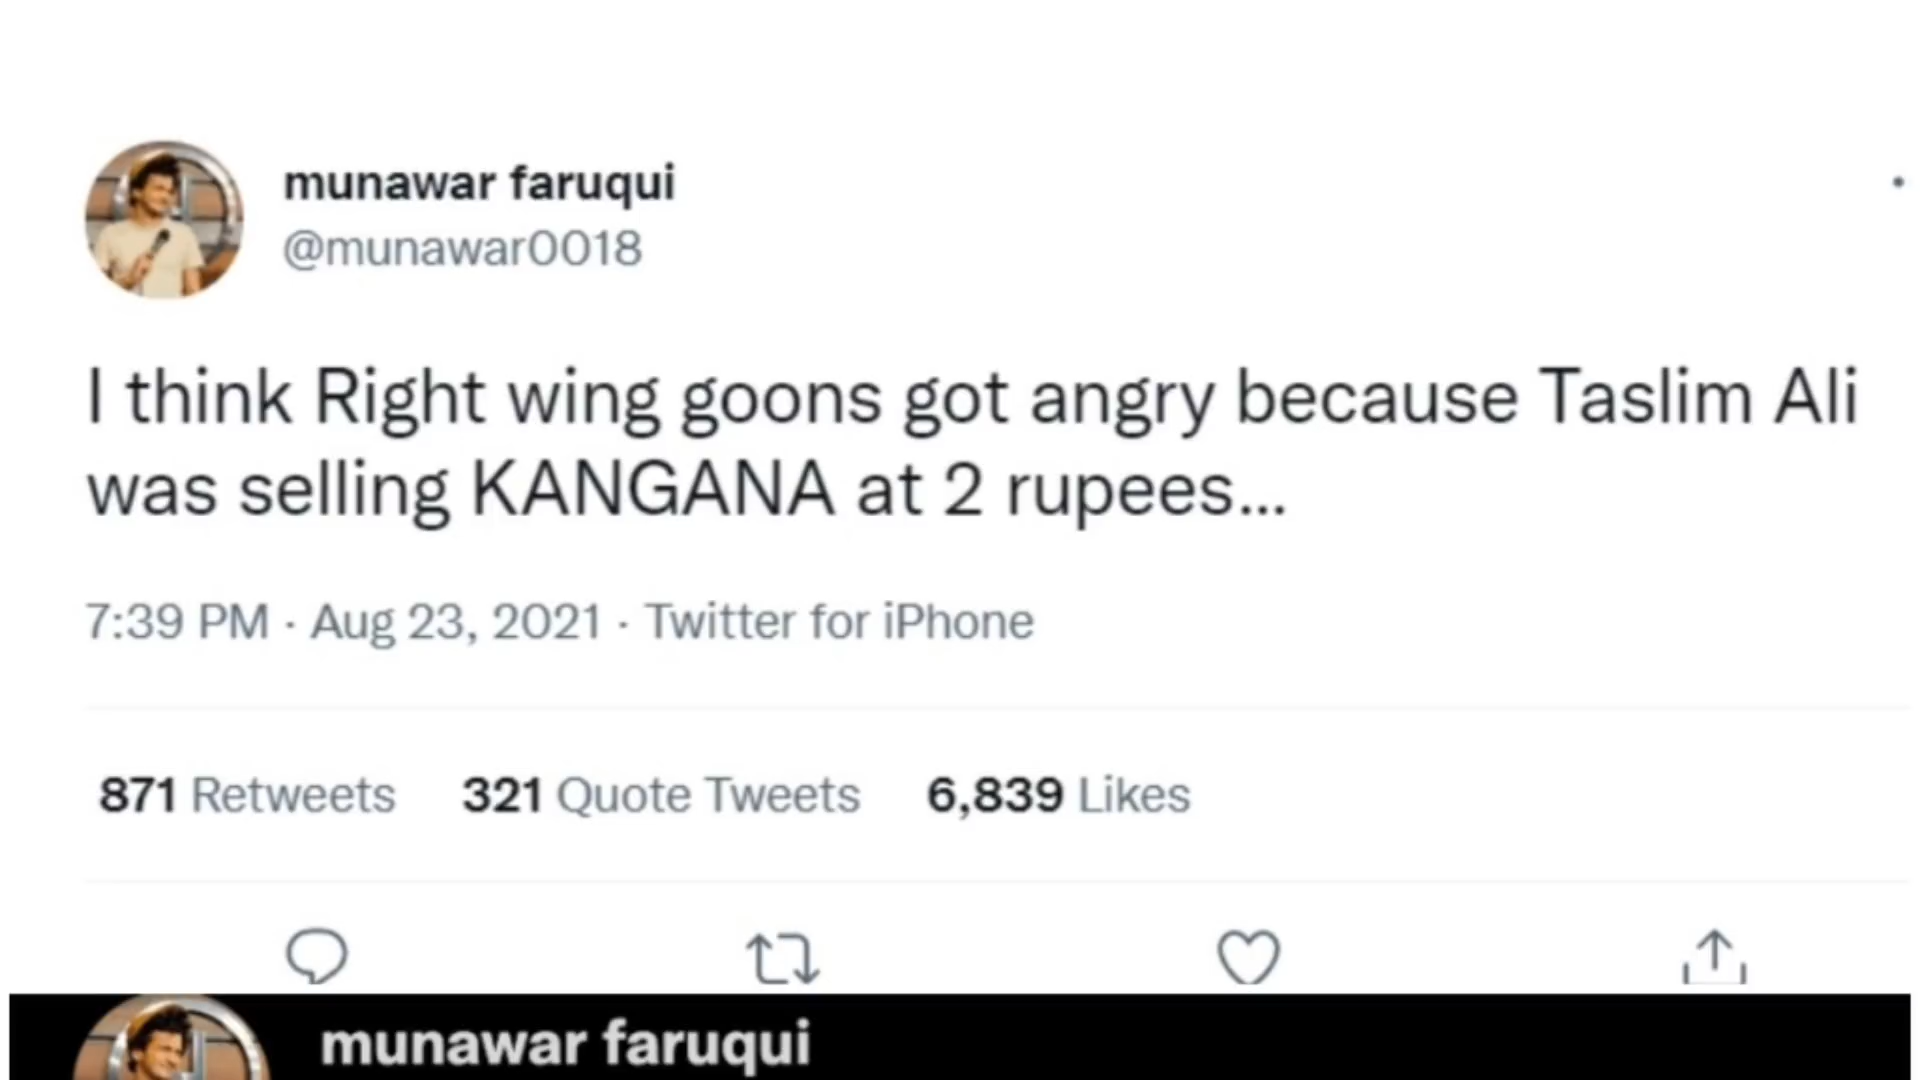 munawar faruqui
@munawar0018
I think Right wing goons got angry because Taslim Ali
was selling KANGANA at 2 rupees...
7:39 PM · Aug 23, 2021 · Twitter for iPhone
871 Retweets 321 Quote Tweets 6,839 Likes
munawar faruqui